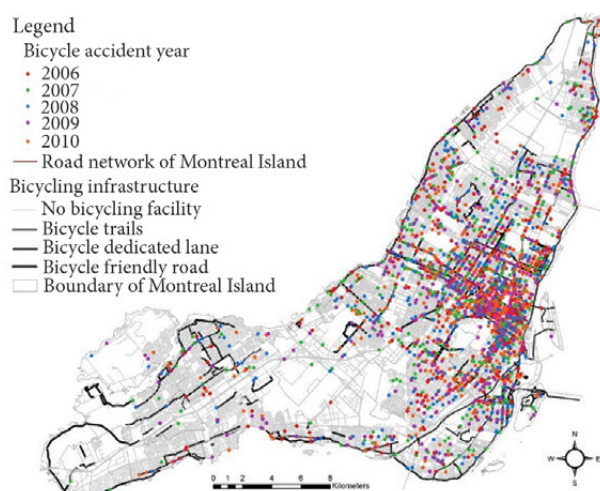 Legend
Bicycle accident year
2006
2007
2008
2009
2010
Road network of Montreal Island
Bicycling infrastructure
No bicycling facility
Bicycle trails
Bicycle dedicated lane
Bicycle friendly road
Boundary of Montreal Island
N
W E
S
0 1 2 4 6 8
Kilometers